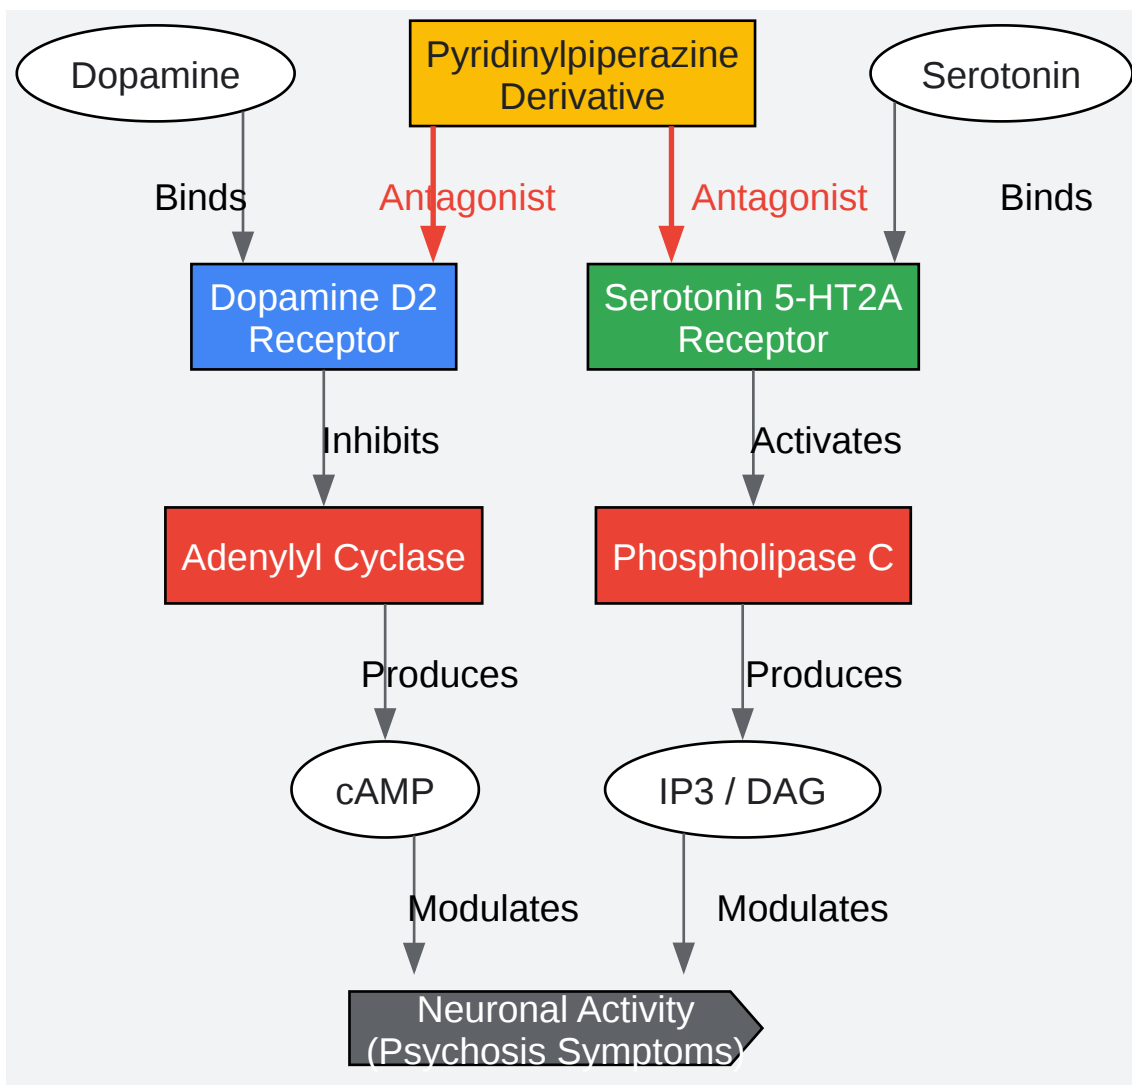 Dopamine
Pyridinylpiperazine
Derivative
Serotonin
Binds
Antagonist
Antagonist
Binds
Dopamine D2
Receptor
Serotonin 5-HT2A
Receptor
Inhibits
Activates
Adenylyl Cyclase
Phospholipase C
Produces
Produces
cAMP
IP3 / DAG
Modulates
Modulates
Neuronal Activity
(Psychosis Symptoms)